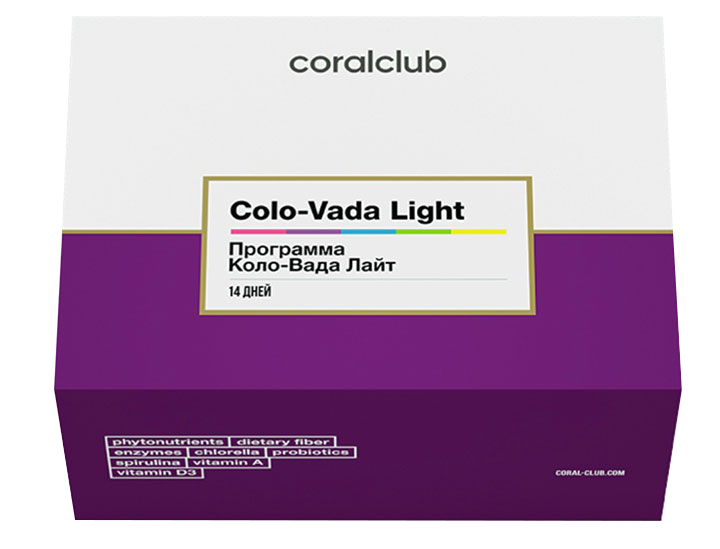 coralclub
Colo-Vada Light
Программа
Коло-Вада Лайт
14 ДНЕЙ
phytonutrients dietary fiber
enzymes chlorella probiotics
spirulina vitamin A
vitamin D3
CORAL-CLUB.COM